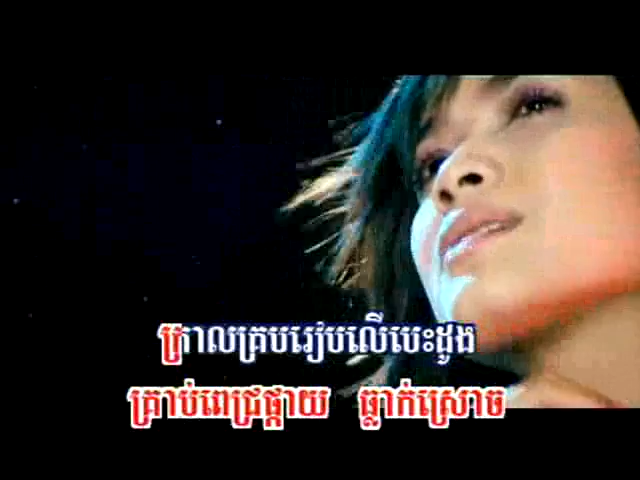 ក្រាលគ្របរៀបលើបេះដូង
គ្រាប់ពេជ្រផ្កាយ ធ្លាក់ស្រោច